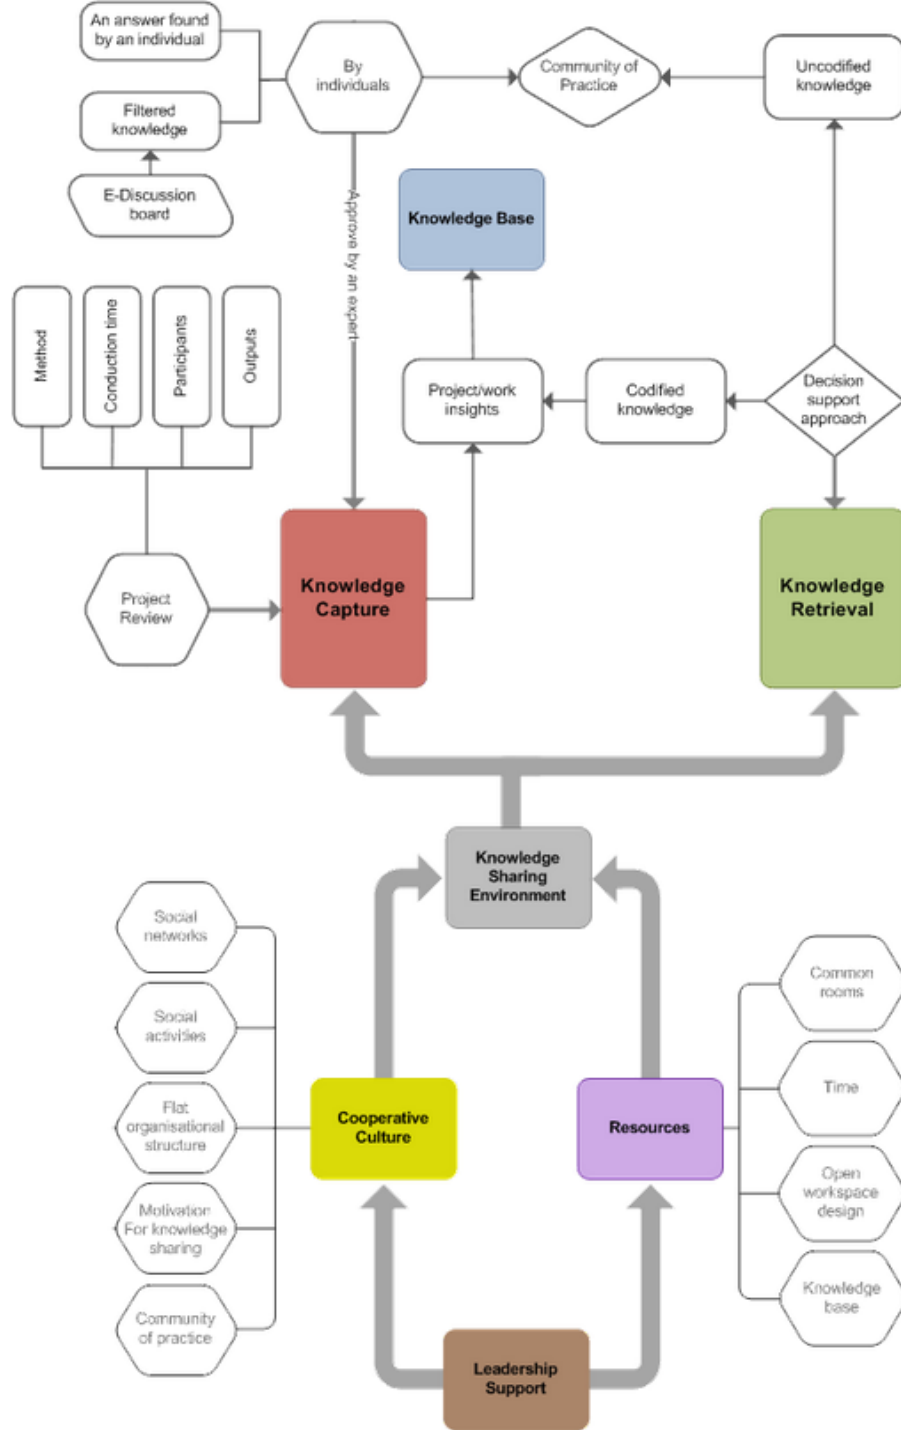 An answer found
by an individual
By
individuals
Community of
Practice
Uncodified
knowledge
Filtered
knowledge
E-Discussion
board
Approve by an expert
Knowledge Base
Method
Conduction time
Participants
Outputs
Project/work
insights
Codified
knowledge
Decision
support
approach
Project
Review
Knowledge
Capture
Knowledge
Retrieval
Knowledge
Sharing
Environment
Social
networks
Social
activities
Flat
organisational
structure
Motivation
For knowledge
sharing
Community
of practice
Cooperative
Culture
Resources
Common
rooms
Time
Open
workspace
design
Knowledge
base
Leadership
Support